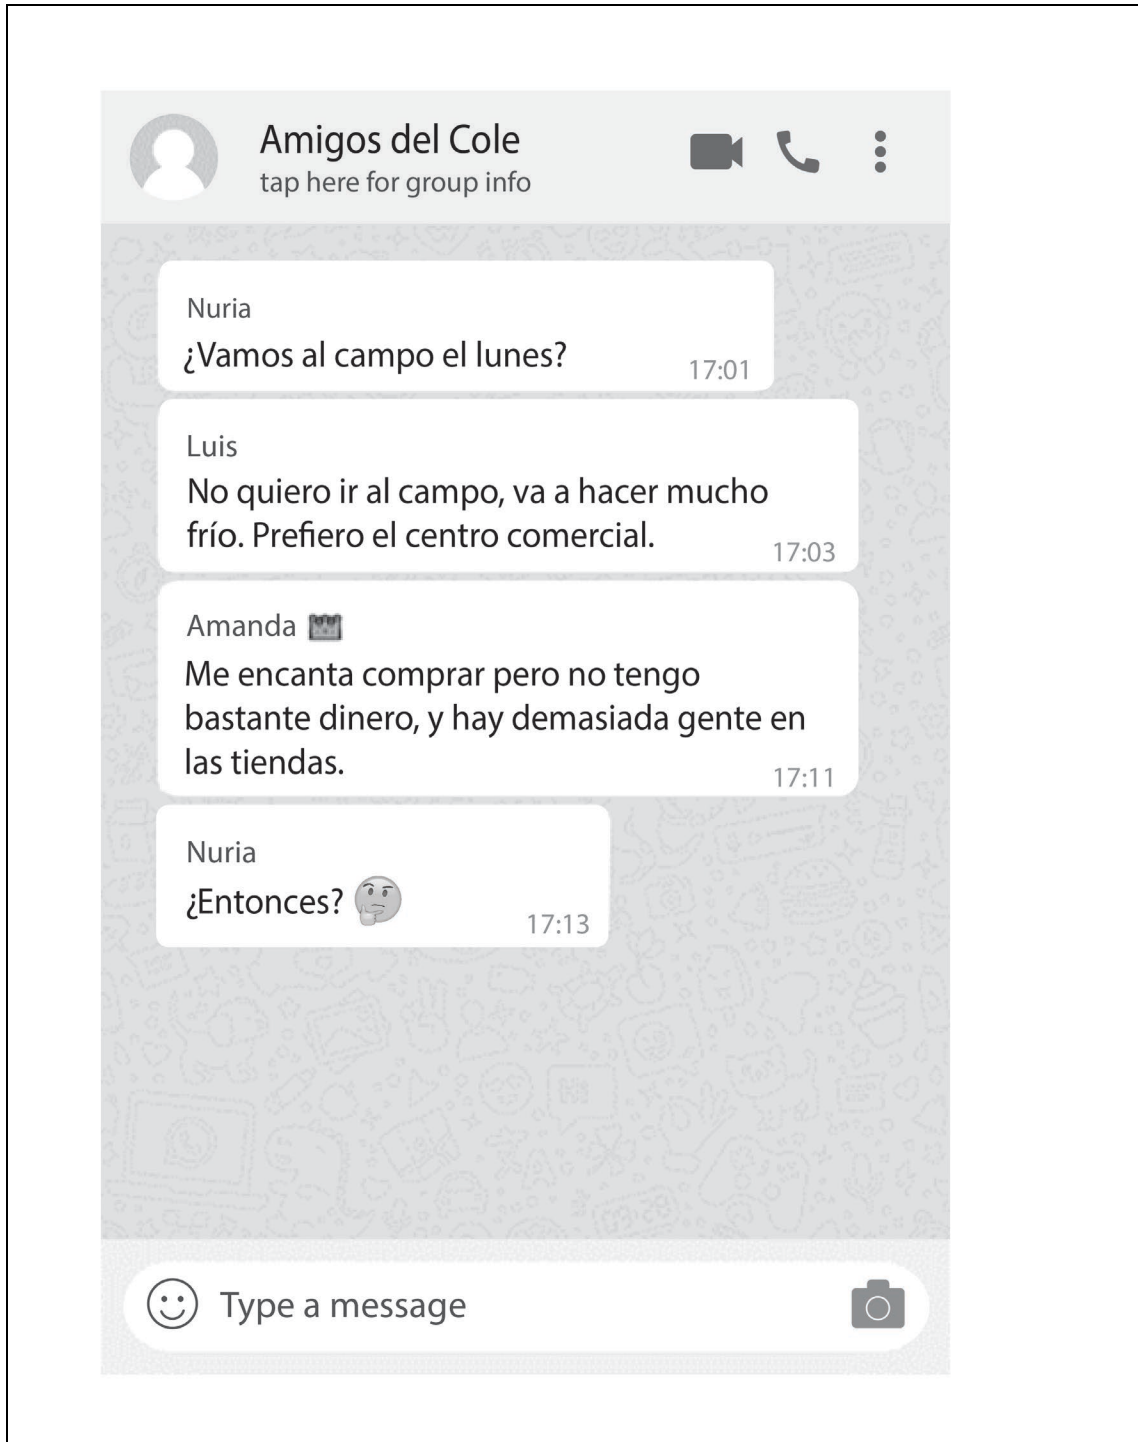 Amigos del Cole
tap here for group info
Nuria
¿Vamos al campo el lunes?
17:01
Luis
No quiero ir al campo, va a hacer mucho
frío. Prefiero el centro comercial.
17:03
Amanda
Me encanta comprar pero no tengo
bastante dinero, y hay demasiada gente en
las tiendas.
17:11
Nuria
¿Entonces?
17:13
Type a message